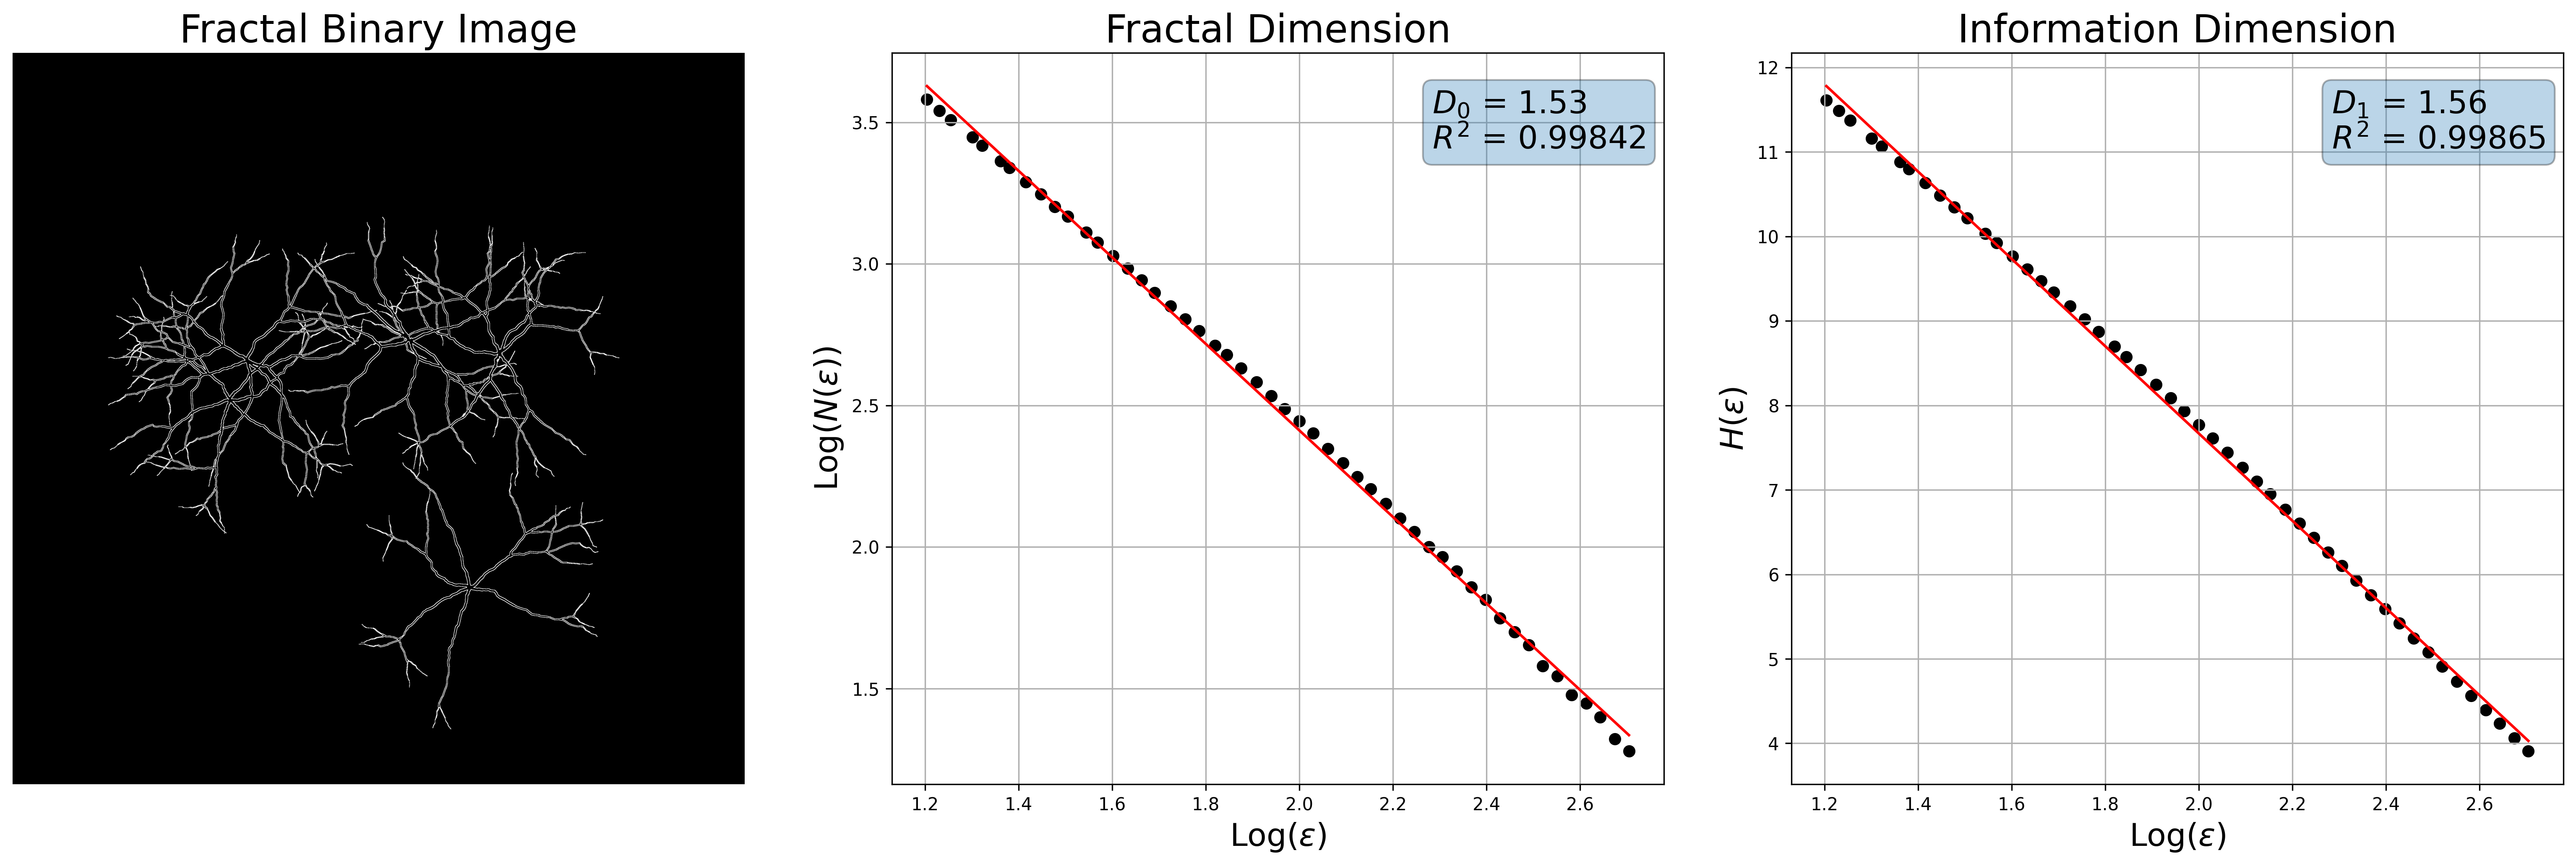 Fractal Binary Image
Fractal Dimension
D₀ = 1.53
R² = 0.99842
3.5
3.0
2.5
2.0
1.5
Log(N(ε))
1.2 1.4 1.6 1.8 2.0 2.2 2.4 2.6
Log(ε)
Information Dimension
D₁ = 1.56
R² = 0.99865
12
11
10
9
8
7
6
5
4
H(ε)
1.2 1.4 1.6 1.8 2.0 2.2 2.4 2.6
Log(ε)